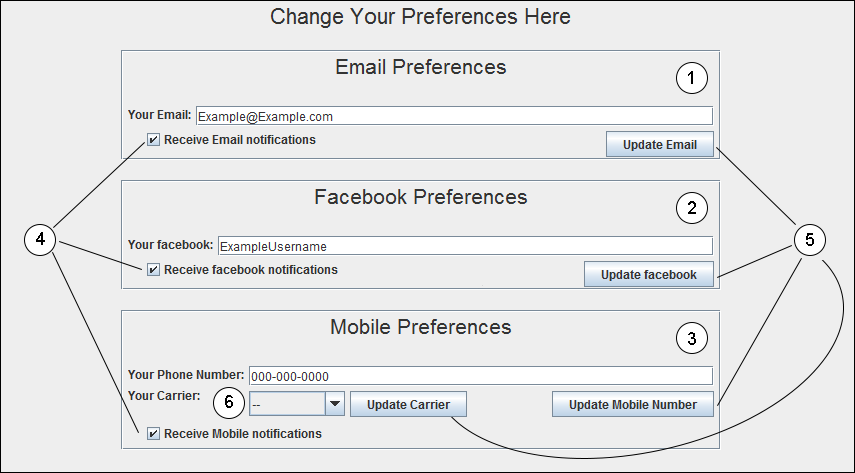 Change Your Preferences Here
Email Preferences
1
Your Email: Example@Example.com
Receive Email notifications
Update Email
Facebook Preferences
2
4
5
Your facebook: ExampleUsername
Receive facebook notifications
Update facebook
Mobile Preferences
3
Your Phone Number: 000-000-0000
Your Carrier: 6 -- Update Carrier Update Mobile Number
Receive Mobile notifications